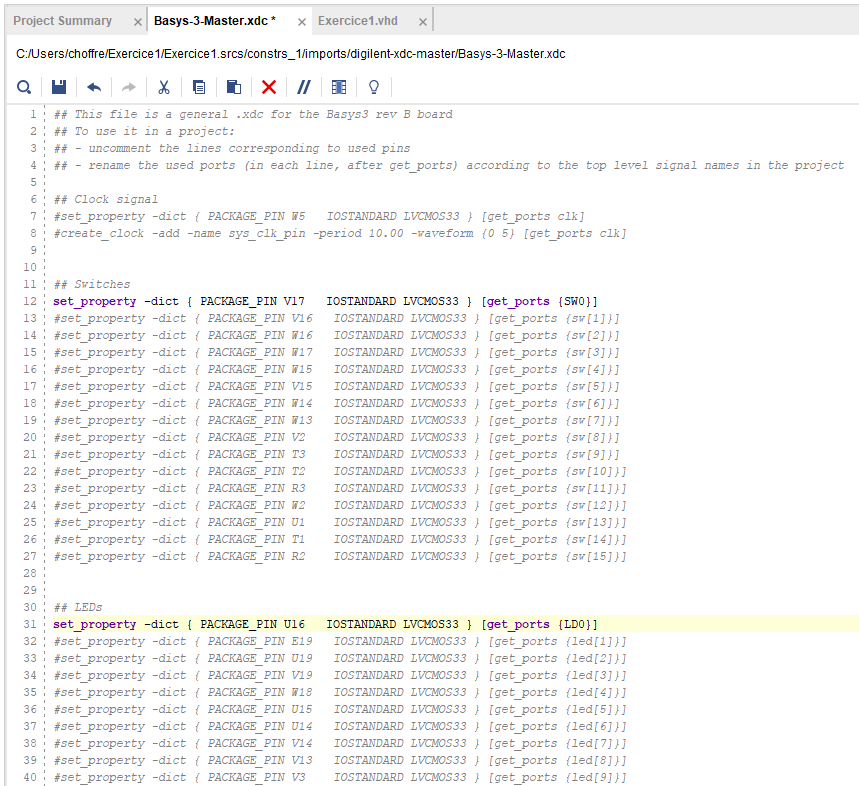 Project Summary × Basys-3-Master.xdc * × Exercice1.vhd ×
C:/Users/choffre/Exercice1/Exercice1.srcs/constrs_1/imports/digilent-xdc-master/Basys-3-Master.xdc
1 ## This file is a general .xdc for the Basys3 rev B board
2 ## To use it in a project:
3 ## - uncomment the lines corresponding to used pins
4 ## - rename the used ports (in each line, after get_ports) according to the top level signal names in the project
5
6 ## Clock signal
7 #set_property -dict { PACKAGE_PIN W5 IOSTANDARD LVCMOS33 } [get_ports clk]
8 #create_clock -add -name sys_clk_pin -period 10.00 -waveform {0 5} [get_ports clk]
9
10
11 ## Switches
12 set_property -dict { PACKAGE_PIN V17 IOSTANDARD LVCMOS33 } [get_ports {SW0}]
13 #set_property -dict { PACKAGE_PIN V16 IOSTANDARD LVCMOS33 } [get_ports {sw[1]}]
14 #set_property -dict { PACKAGE_PIN W16 IOSTANDARD LVCMOS33 } [get_ports {sw[2]}]
15 #set_property -dict { PACKAGE_PIN W17 IOSTANDARD LVCMOS33 } [get_ports {sw[3]}]
16 #set_property -dict { PACKAGE_PIN W15 IOSTANDARD LVCMOS33 } [get_ports {sw[4]}]
17 #set_property -dict { PACKAGE_PIN V15 IOSTANDARD LVCMOS33 } [get_ports {sw[5]}]
18 #set_property -dict { PACKAGE_PIN W14 IOSTANDARD LVCMOS33 } [get_ports {sw[6]}]
19 #set_property -dict { PACKAGE_PIN W13 IOSTANDARD LVCMOS33 } [get_ports {sw[7]}]
20 #set_property -dict { PACKAGE_PIN V2 IOSTANDARD LVCMOS33 } [get_ports {sw[8]}]
21 #set_property -dict { PACKAGE_PIN T3 IOSTANDARD LVCMOS33 } [get_ports {sw[9]}]
22 #set_property -dict { PACKAGE_PIN T2 IOSTANDARD LVCMOS33 } [get_ports {sw[10]}]
23 #set_property -dict { PACKAGE_PIN R3 IOSTANDARD LVCMOS33 } [get_ports {sw[11]}]
24 #set_property -dict { PACKAGE_PIN W2 IOSTANDARD LVCMOS33 } [get_ports {sw[12]}]
25 #set_property -dict { PACKAGE_PIN U1 IOSTANDARD LVCMOS33 } [get_ports {sw[13]}]
26 #set_property -dict { PACKAGE_PIN T1 IOSTANDARD LVCMOS33 } [get_ports {sw[14]}]
27 #set_property -dict { PACKAGE_PIN R2 IOSTANDARD LVCMOS33 } [get_ports {sw[15]}]
28
29
30 ## LEDs
31 set_property -dict { PACKAGE_PIN U16 IOSTANDARD LVCMOS33 } [get_ports {LD0}]
32 #set_property -dict { PACKAGE_PIN E19 IOSTANDARD LVCMOS33 } [get_ports {led[1]}]
33 #set_property -dict { PACKAGE_PIN U19 IOSTANDARD LVCMOS33 } [get_ports {led[2]}]
34 #set_property -dict { PACKAGE_PIN V19 IOSTANDARD LVCMOS33 } [get_ports {led[3]}]
35 #set_property -dict { PACKAGE_PIN W18 IOSTANDARD LVCMOS33 } [get_ports {led[4]}]
36 #set_property -dict { PACKAGE_PIN U15 IOSTANDARD LVCMOS33 } [get_ports {led[5]}]
37 #set_property -dict { PACKAGE_PIN U14 IOSTANDARD LVCMOS33 } [get_ports {led[6]}]
38 #set_property -dict { PACKAGE_PIN V14 IOSTANDARD LVCMOS33 } [get_ports {led[7]}]
39 #set_property -dict { PACKAGE_PIN V13 IOSTANDARD LVCMOS33 } [get_ports {led[8]}]
40 #set_property -dict { PACKAGE_PIN V3 IOSTANDARD LVCMOS33 } [get_ports {led[9]}]